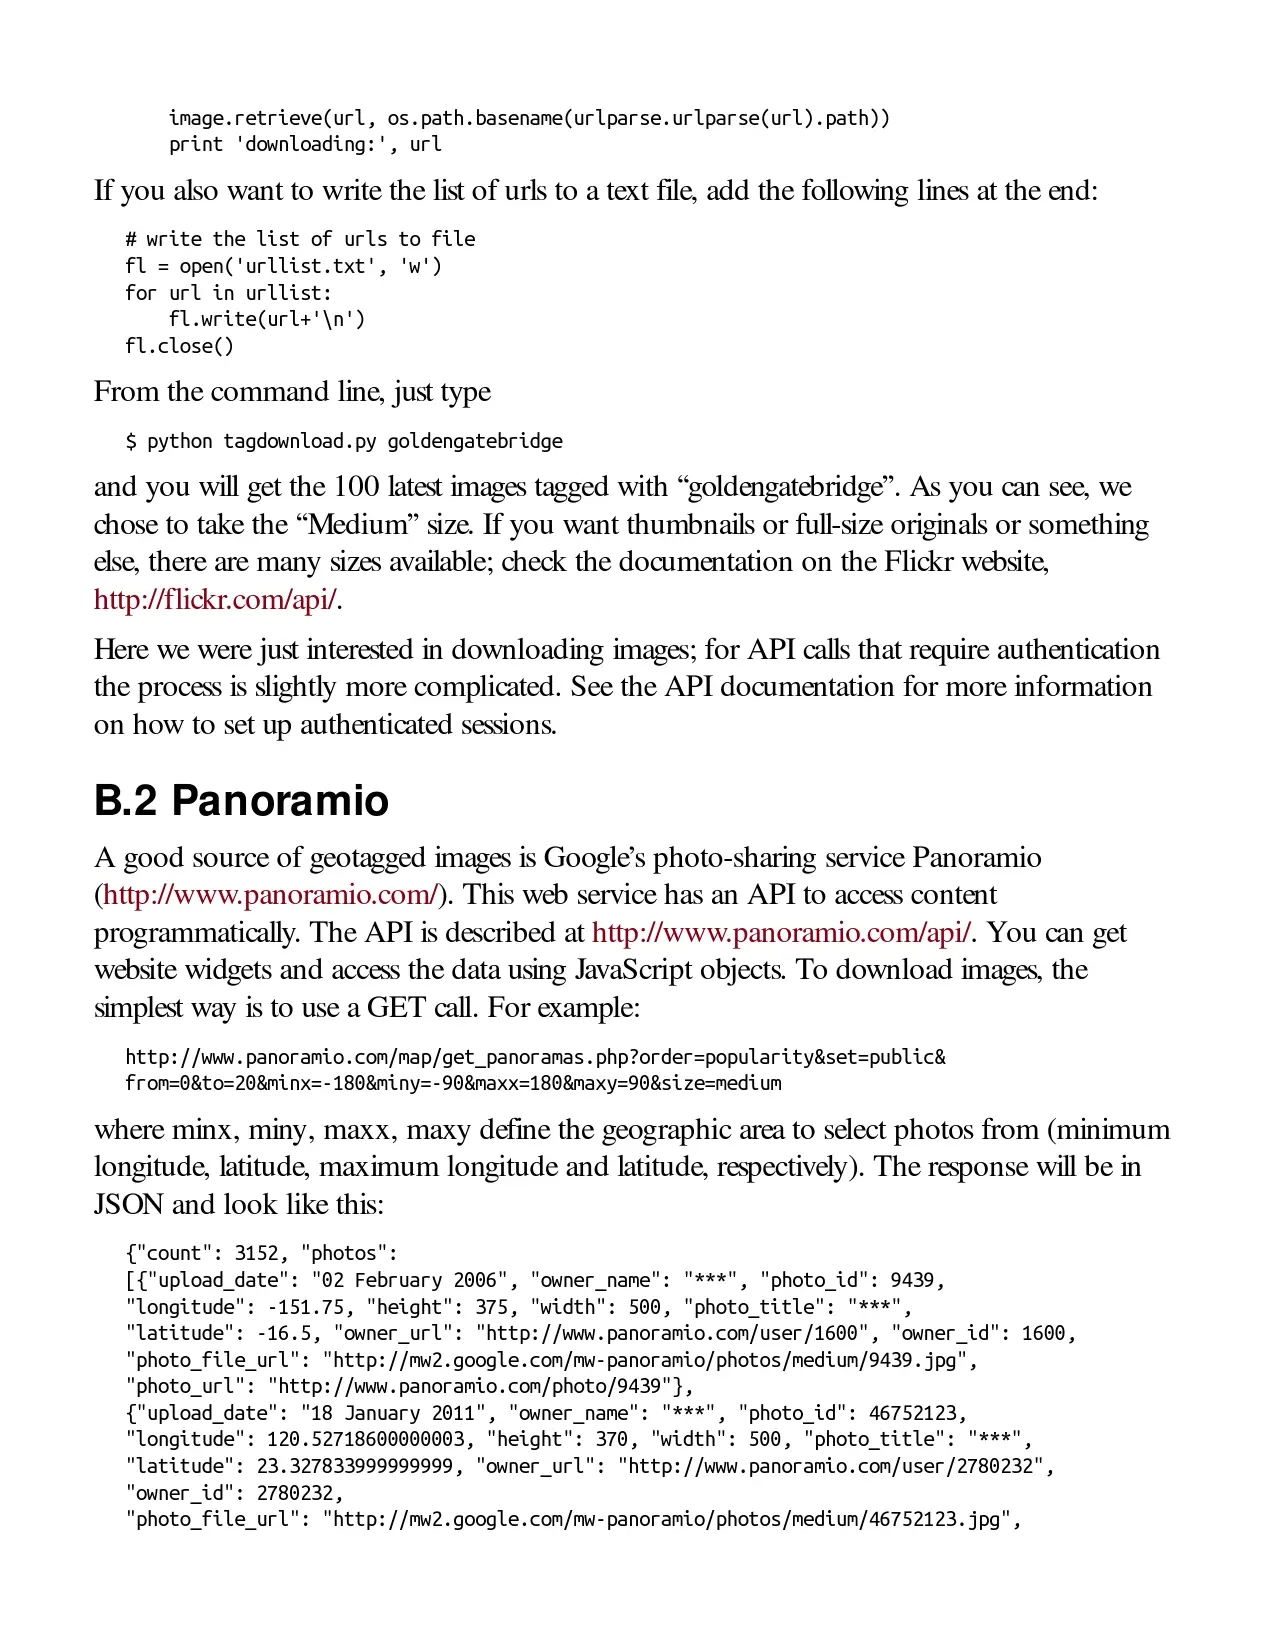 image.retrieve(url, os.path.basename(urlparse.urlparse(url).path))
print 'downloading:', url
If you also want to write the list of urls to a text file, add the following lines at the end:
# write the list of urls to file
fl = open('urllist.txt', 'w')
for url in urllist:
fl.write(url+'\n')
fl.close()
From the command line, just type
$ python tagdownload.py goldengatebridge
and you will get the 100 latest images tagged with “goldengatebridge”. As you can see, we
chose to take the “Medium” size. If you want thumbnails or full-size originals or something
else, there are many sizes available; check the documentation on the Flickr website,
http://flickr.com/api/.
Here we were just interested in downloading images; for API calls that require authentication
the process is slightly more complicated. See the API documentation for more information
on how to set up authenticated sessions.
B.2 Panoramio
A good source of geotagged images is Google’s photo-sharing service Panoramio
(http://www.panoramio.com/). This web service has an API to access content
programmatically. The API is described at http://www.panoramio.com/api/. You can get
website widgets and access the data using JavaScript objects. To download images, the
simplest way is to use a GET call. For example:
http://www.panoramio.com/map/get_panoramas.php?order=popularity&set=public&
from=0&to=20&minx=-180&miny=-90&maxx=180&maxy=90&size=medium
where minx, miny, maxx, maxy define the geographic area to select photos from (minimum
longitude, latitude, maximum longitude and latitude, respectively). The response will be in
JSON and look like this:
{"count": 3152, "photos":
[{"upload_date": "02 February 2006", "owner_name": "***", "photo_id": 9439,
"longitude": -151.75, "height": 375, "width": 500, "photo_title": "***",
"latitude": -16.5, "owner_url": "http://www.panoramio.com/user/1600", "owner_id": 1600,
"photo_file_url": "http://mw2.google.com/mw-panoramio/photos/medium/9439.jpg",
"photo_url": "http://www.panoramio.com/photo/9439"},
{"upload_date": "18 January 2011", "owner_name": "***", "photo_id": 46752123,
"longitude": 120.52718600000003, "height": 370, "width": 500, "photo_title": "***",
"latitude": 23.327833999999999, "owner_url": "http://www.panoramio.com/user/2780232",
"owner_id": 2780232,
"photo_file_url": "http://mw2.google.com/mw-panoramio/photos/medium/46752123.jpg",